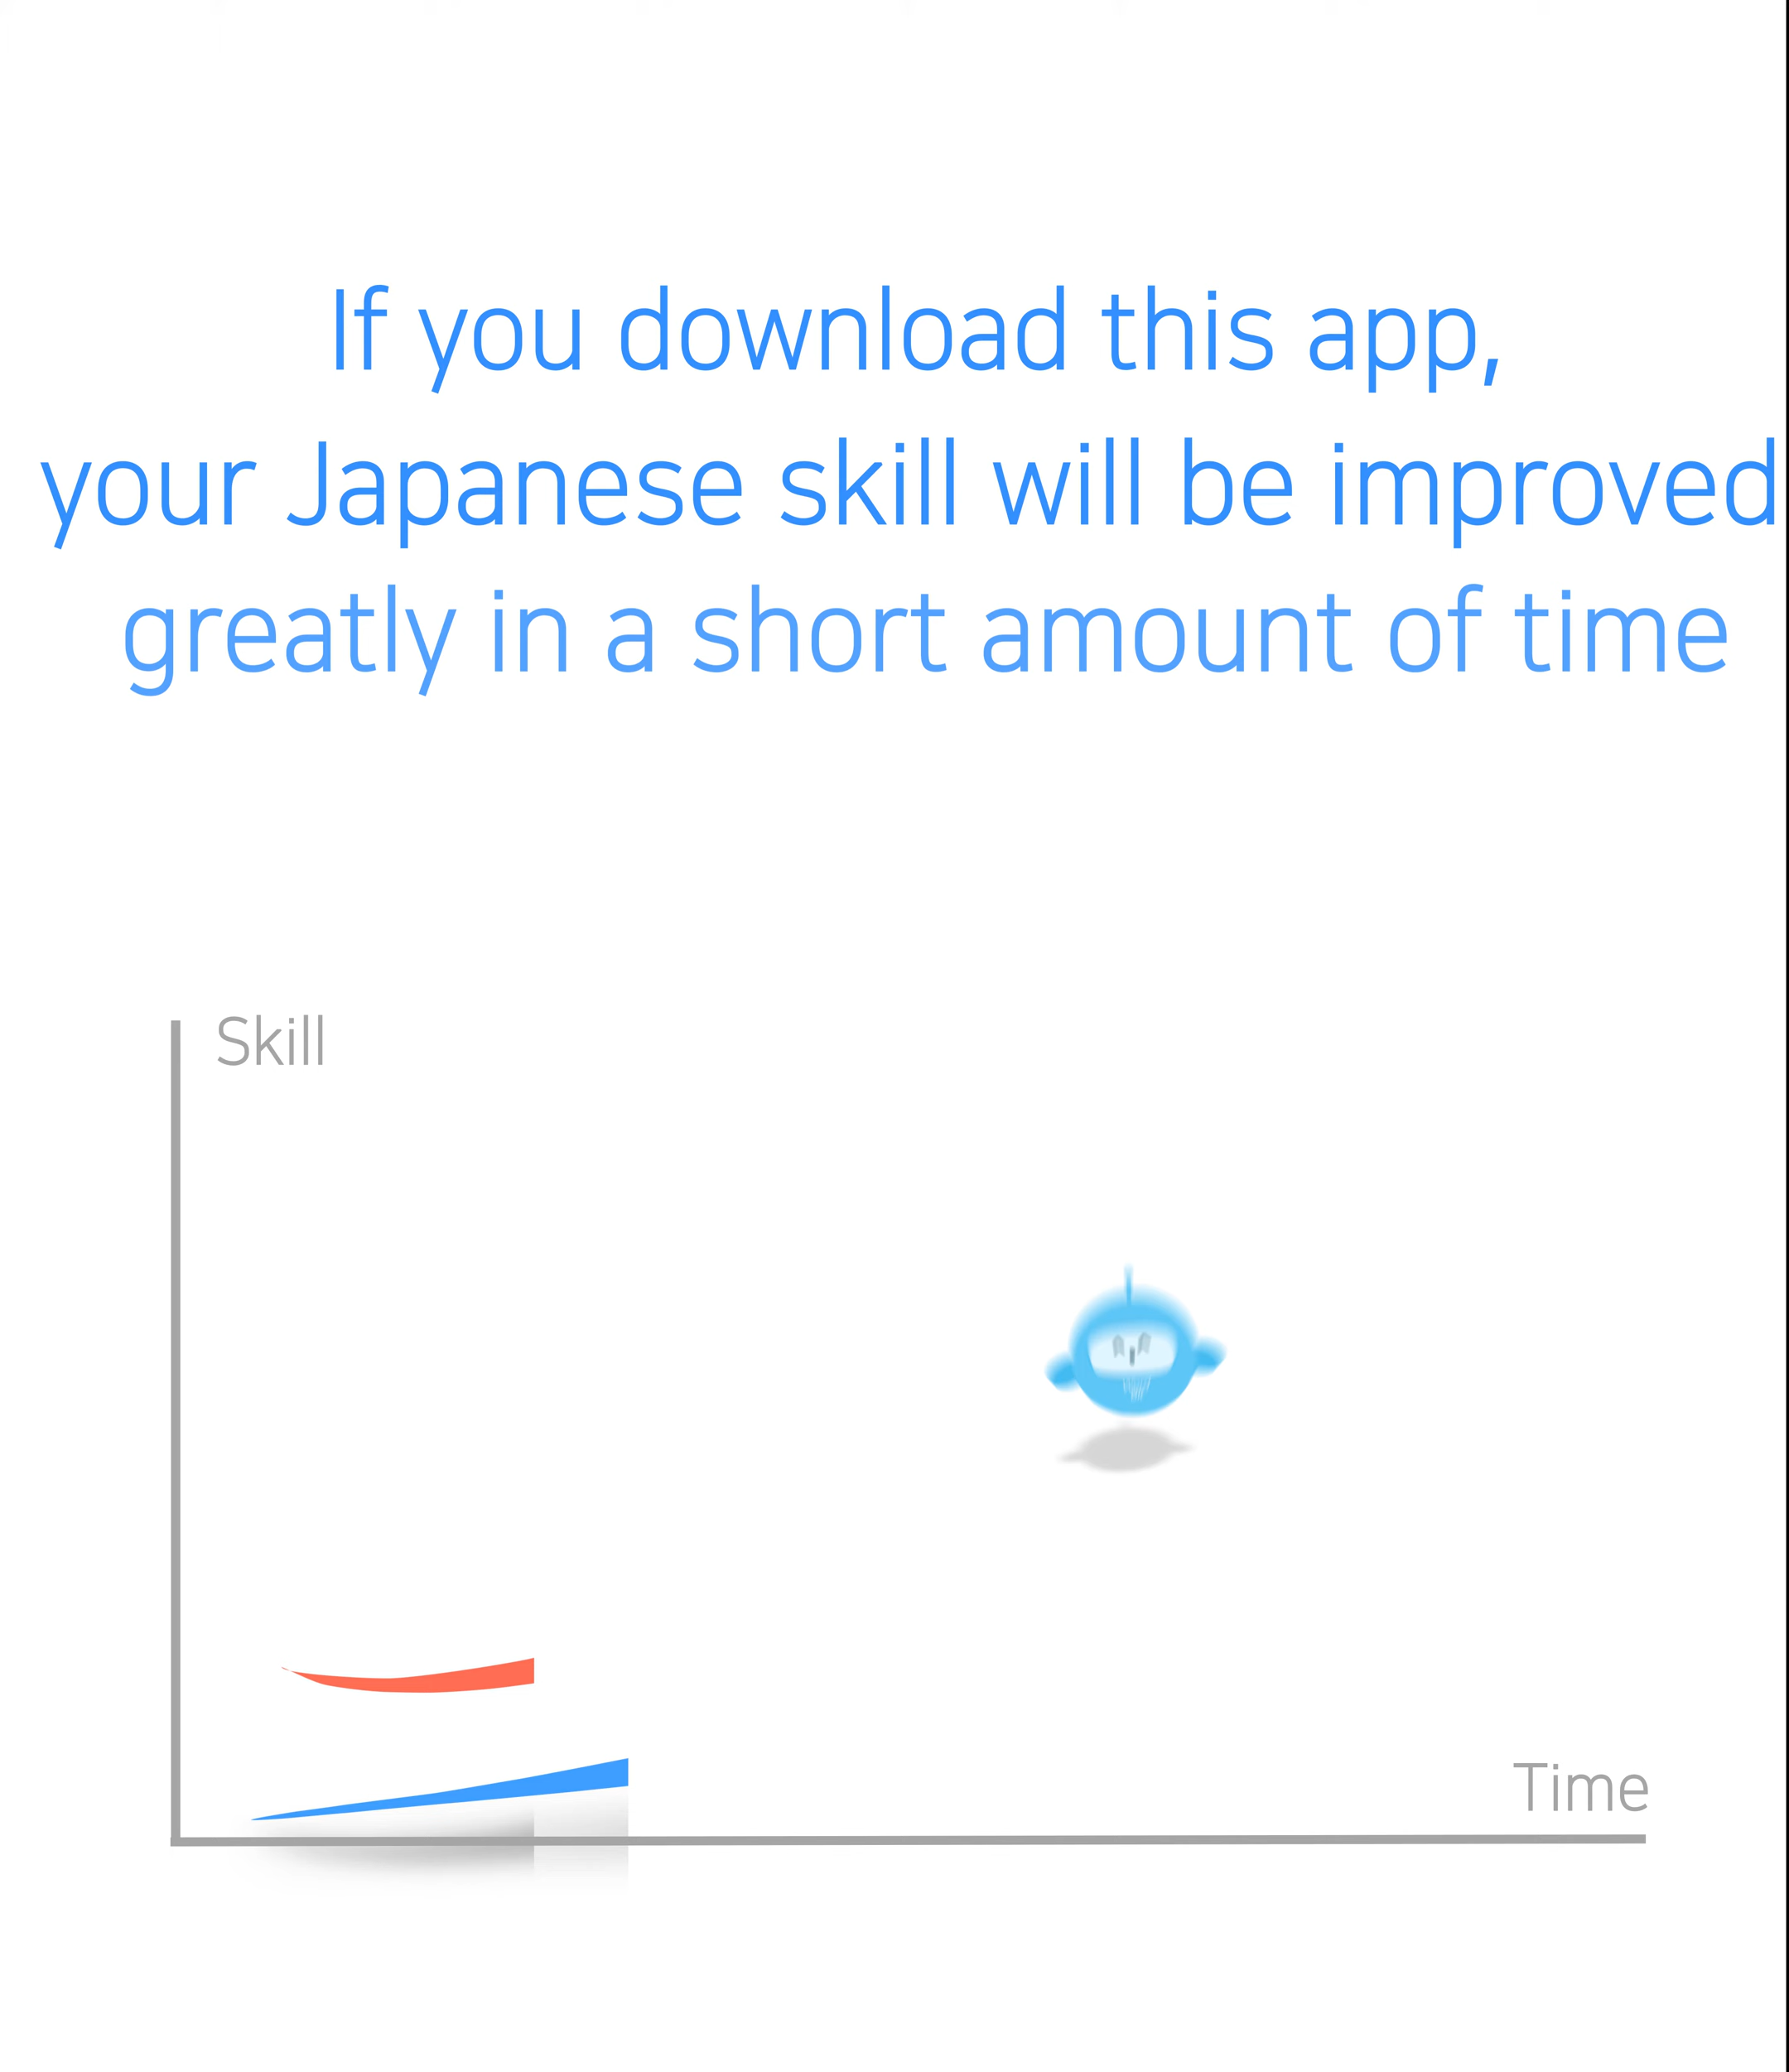 If you download this app,
your Japanese skill will be improved
greatly in a short amount of time
Skill
Time